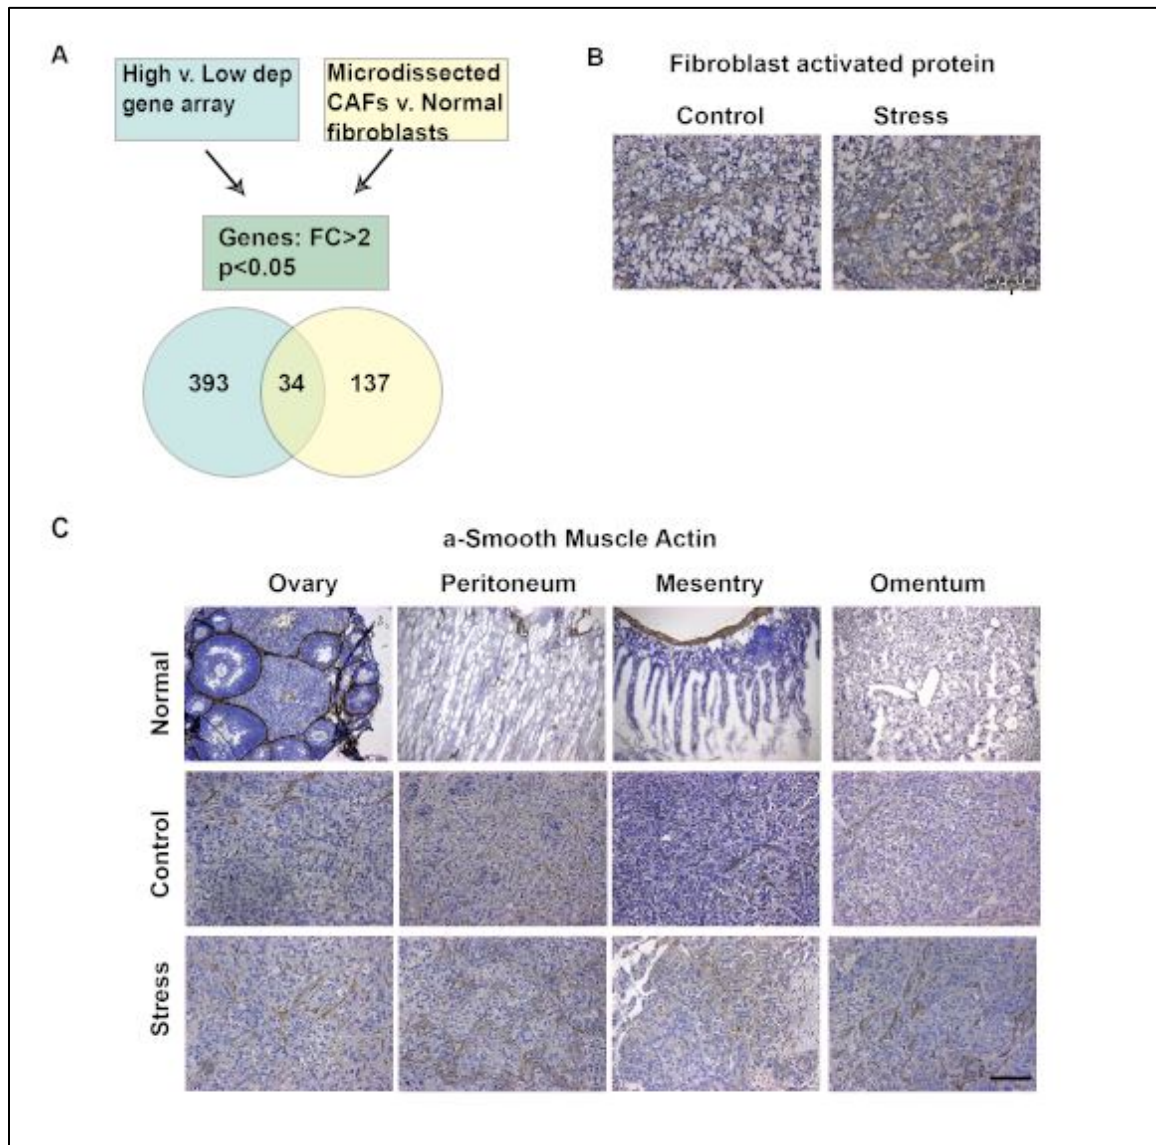 A
High v. Low dep
gene array
Microdissected
CAFs v. Normal
fibroblasts
Genes: FC>2
p<0.05
393
34
137
B
Fibroblast activated protein
Control
Stress
C
a-Smooth Muscle Actin
Ovary
Peritoneum
Mesentry
Omentum
Normal
Control
Stress